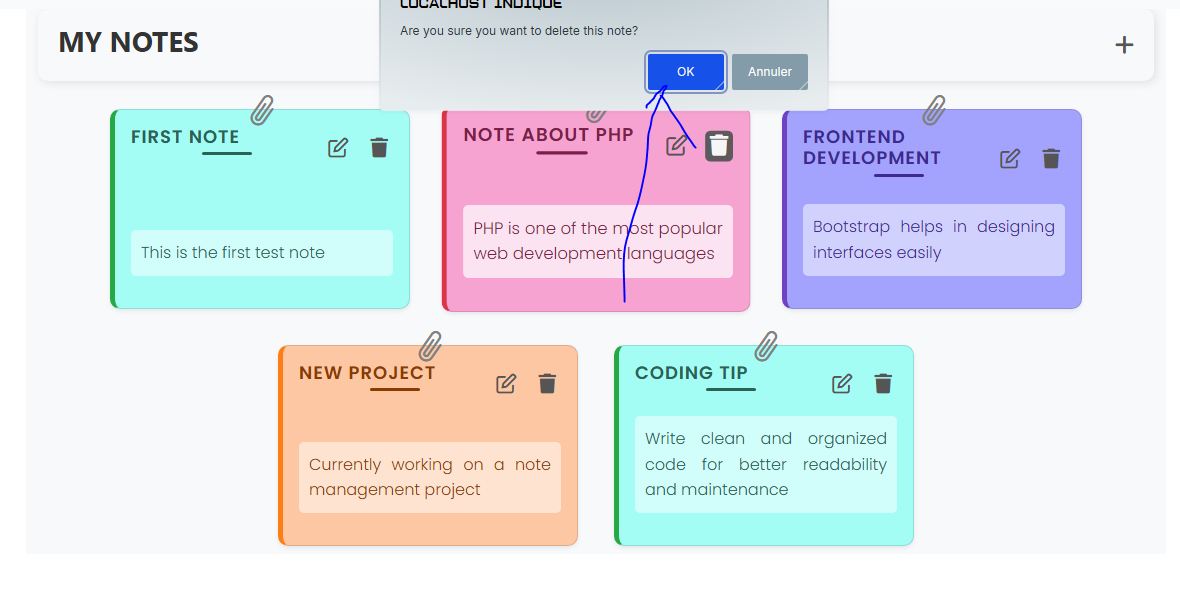 LOCALHOST INDIQUE
Are you sure you want to delete this note?
OK
Annuler
MY NOTES
+
FIRST NOTE
This is the first test note
NOTE ABOUT PHP
PHP is one of the most popular
web development languages
FRONTEND
DEVELOPMENT
Bootstrap helps in designing
interfaces easily
NEW PROJECT
Currently working on a note
management project
CODING TIP
Write clean and organized
code for better readability
and maintenance